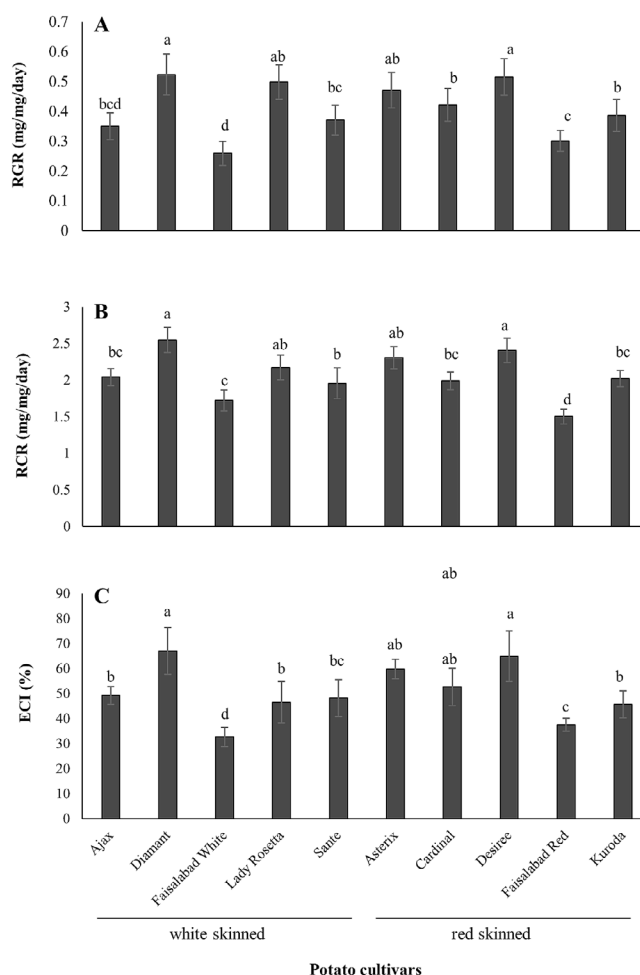 A
RGR (mg/mg/day)
0.7
0.6
0.5
0.4
0.3
0.2
0.1
0
bcd
a
d
ab
bc
ab
b
a
c
b
B
RCR (mg/mg/day)
3
2.5
2
1.5
1
0.5
0
bc
a
c
ab
b
ab
bc
a
d
bc
C
ECI (%)
90
80
70
60
50
40
30
20
10
0
ab
b
a
d
b
bc
ab
ab
a
c
b
Ajax
Diamant
Faisalabad White
Lady Rosetta
Sante
Asterix
Cardinal
Desiree
Faisalabad Red
Kuroda
white skinned
red skinned
Potato cultivars